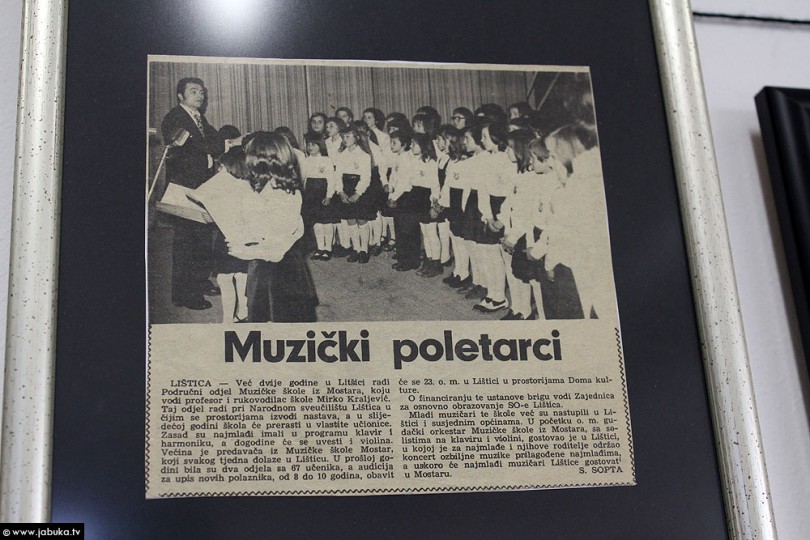 Muzički poletarci
LIŠTICA — Već dvije godine u Litšici radi
Područni odjel Muzičke škole iz Mostara, koju
vodi profesor i rukovodilac škole Mirko Kraljević.
Taj odjel radi pri Narodnom sveučilištu Lištica u
čijim se prostorijama izvodi nastava, a u slije-
dećoj godini škola će prerasti u vlastite učionice.
Zasad su najmlađi imali u programu klavir i
harmoniku, a dogodine će se uvesti i violina.
Većina je predavača iz Muzičke škole Mostar,
koji svakog tjedna dolaze u Lišticu. U prošloj go-
dini bila su dva odjela sa 67 učenika, a audicija
za upis novih polaznika, od 8 do 10 godina, obavit
će se 23. o. m. u Lištici u prostorijama Doma kul-
ture.
O financiranju te ustanove brigu vodi Zajednica
za osnovno obrazovanje SO-e Lištica.
Mladi muzičari te škole već su nastupili u Li-
štici i susjednim općinama. U početku o. m. gu-
dački orkestar Muzičke škole iz Mostara, sa so-
listima na klaviru i violini, gostovao je u Lištici,
u kojoj je za najmlađe i njihove roditelje održao
koncert ozbiljne muzike prilagođene najmlađima,
a uskoro će najmlađi muzičari Lištice gostovat
u Mostaru.
S. SOPTA
© www.jabuka.tv